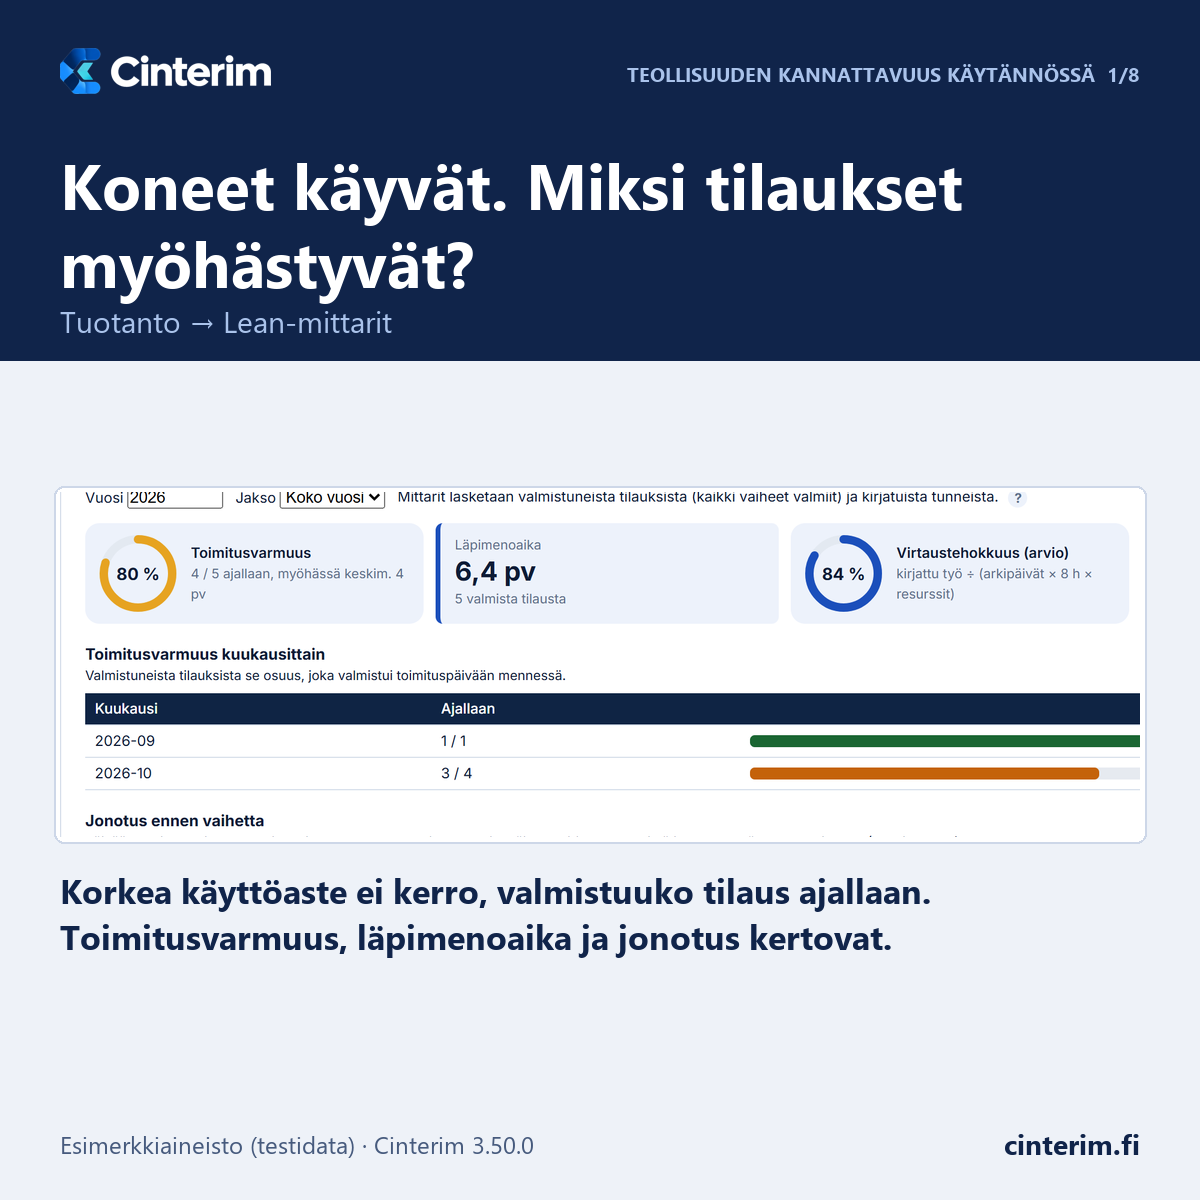 Cinterim
TEOLLISUUDEN KANNATTAVUUS KÄYTÄNNÖSSÄ 1/8
Koneet käyvät. Miksi tilaukset
myöhästyvät?
Tuotanto → Lean-mittarit
Vuosi 2026 Jakso Koko vuosi Mittarit lasketaan valmistuneista tilauksista (kaikki vaiheet valmiit) ja kirjatuista tunneista. ?
80 %
Toimitusvarmuus
4 / 5 ajallaan, myöhässä keskim. 4
pv
Läpimenoaika
6,4 pv
5 valmista tilausta
84 %
Virtaustehokkuus (arvio)
kirjattu työ ÷ (arkipäivät × 8 h ×
resurssit)
Toimitusvarmuus kuukausittain
Valmistuneista tilauksista se osuus, joka valmistui toimituspäivään mennessä.
Kuukausi Ajallaan
2026-09 1 / 1
2026-10 3 / 4
Jonotus ennen vaihetta
Korkea käyttöaste ei kerro, valmistuuko tilaus ajallaan.
Toimitusvarmuus, läpimenoaika ja jonotus kertovat.
Esimerkkiaineisto (testidata) · Cinterim 3.50.0
cinterim.fi